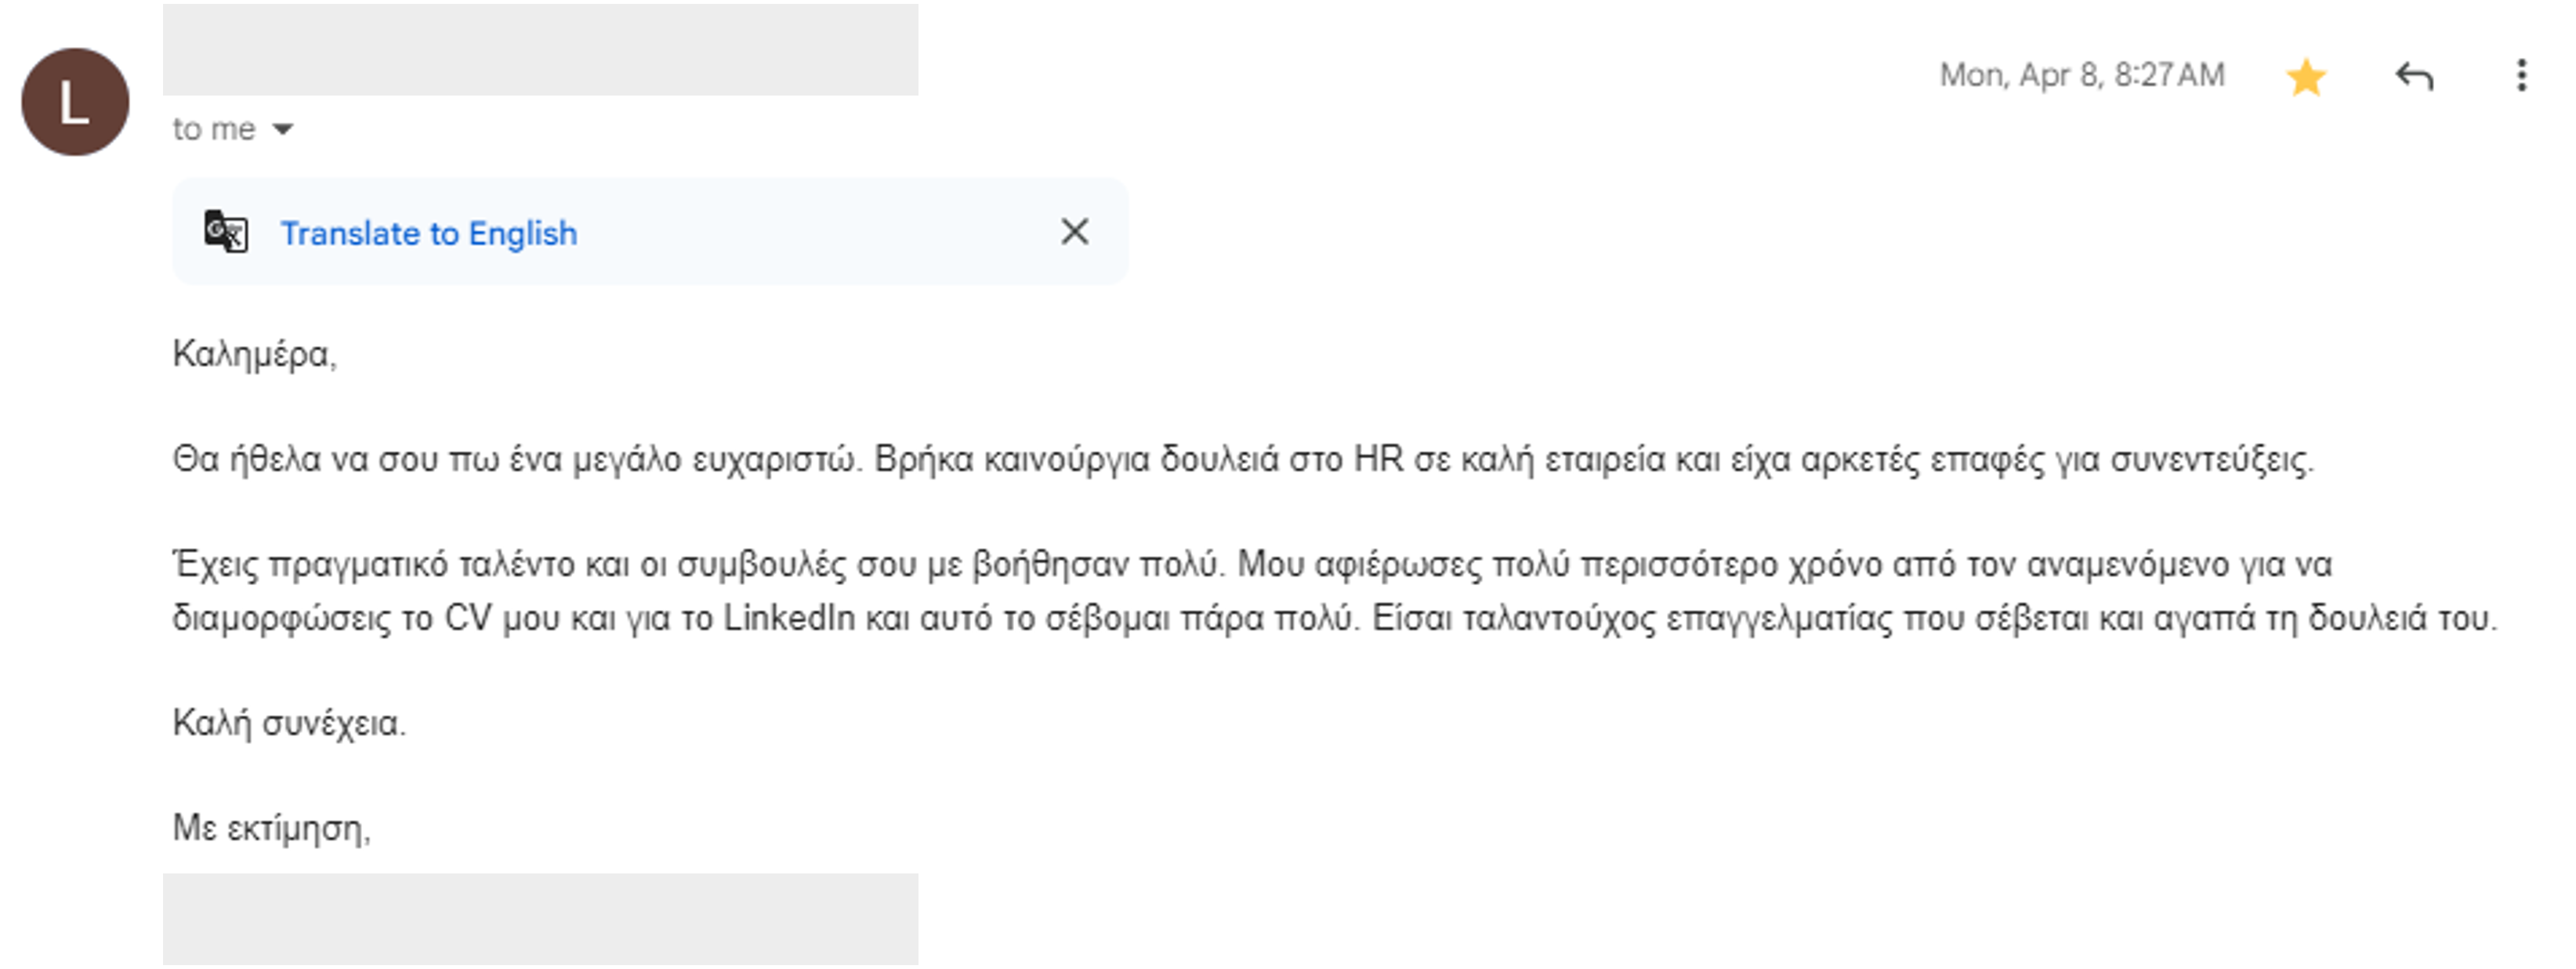 L
Mon, Apr 8, 8:27 AM
to me
Translate to English
Καλημέρα,
Θα ήθελα να σου πω ένα μεγάλο ευχαριστώ. Βρήκα καινούργια δουλειά στο HR σε καλή εταιρεία και είχα αρκετές επαφές για συνεντεύξεις.
Έχεις πραγματικό ταλέντο και οι συμβουλές σου με βοήθησαν πολύ. Μου αφιέρωσες πολύ περισσότερο χρόνο από τον αναμενόμενο για να
διαμορφώσεις το CV μου και για το LinkedIn και αυτό το σέβομαι πάρα πολύ. Είσαι ταλαντούχος επαγγελματίας που σέβεται και αγαπά τη δουλειά του.
Καλή συνέχεια.
Με εκτίμηση,